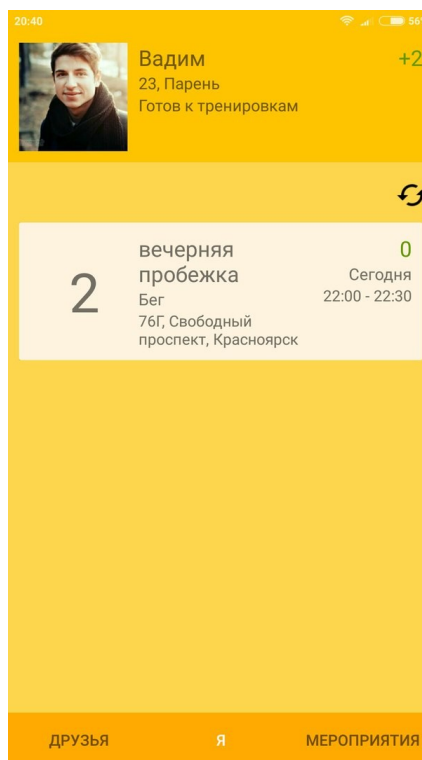 20:40 56%
Вадим +2
23, Парень
Готов к тренировкам
вечерняя 0
пробежка Сегодня
2 Бег 22:00 - 22:30
76Г, Свободный
проспект, Красноярск
ДРУЗЬЯ Я МЕРОПРИЯТИЯ